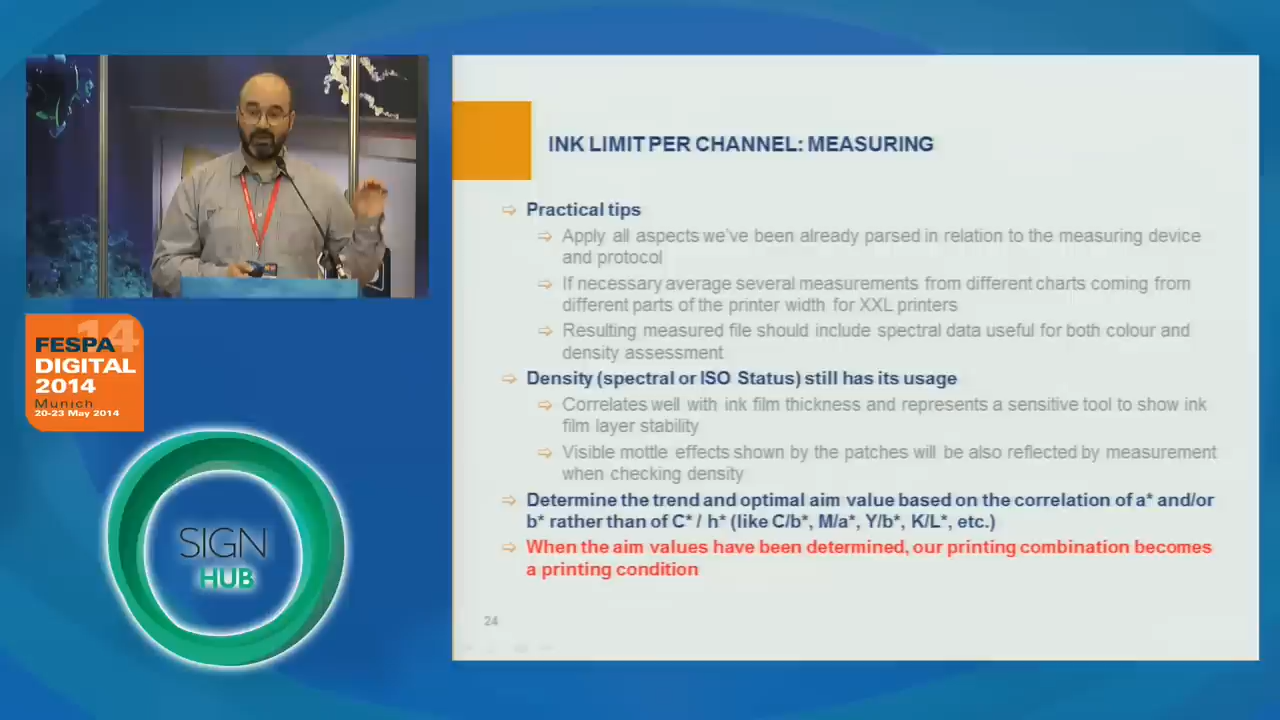 INK LIMIT PER CHANNEL: MEASURING
Practical tips
Apply all aspects we've been already parsed in relation to the measuring device
and protocol
If necessary average several measurements from different charts coming from
different parts of the printer width for XXL printers
Resulting measured file should include spectral data useful for both colour and
density assessment
Density (spectral or ISO Status) still has its usage
Correlates well with ink film thickness and represents a sensitive tool to show ink
film layer stability
Visible mottle effects shown by the patches will be also reflected by measurement
when checking density
Determine the trend and optimal aim value based on the correlation of a* and/or
b* rather than of C* / h* (like C/b*, M/a*, Y/b*, K/L*, etc.)
When the aim values have been determined, our printing combination becomes
a printing condition
24
14
FESPA
DIGITAL
2014
Munich
20-23 May 2014
SIGN
HUB